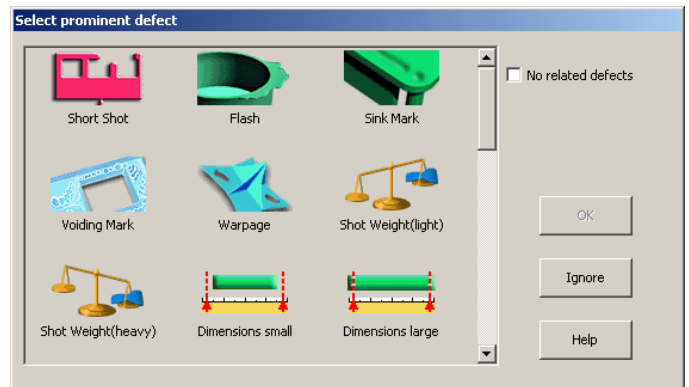 Select prominent defect
No related defects
Short Shot
Flash
Sink Mark
Voiding Mark
Warpage
Shot Weight(light)
Shot Weight(heavy)
Dimensions small
Dimensions large
OK
Ignore
Help